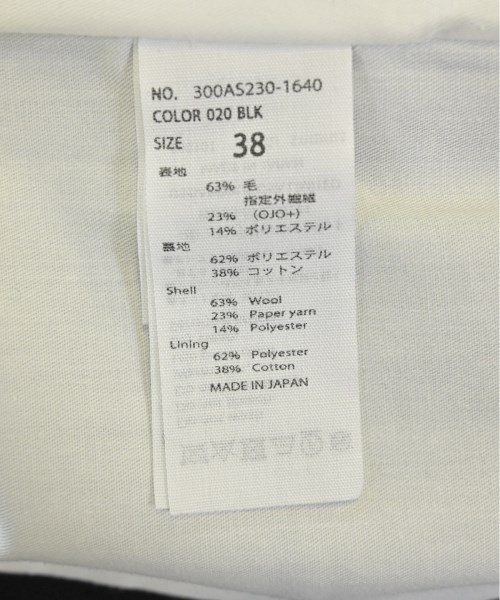 NO. 300AS230-1640
COLOR 020 BLK
SIZE 38
表地
63% 毛
指定外繊維
23% (OJO+)
14% ポリエステル
裏地
62% ポリエステル
38% コットン
Shell
63% Wool
23% Paper yarn
14% Polyester
Lining
62% Polyester
38% Cotton
MADE IN JAPAN